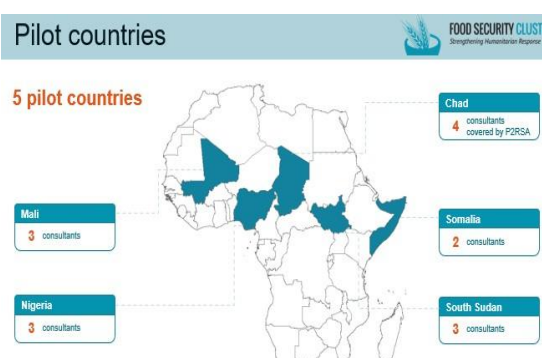 Pilot countries
FOOD SECURITY CLUST
Strengthening Humanitarian Response
5 pilot countries
Chad
4 consultants
covered by P2RSA
Mali
3 consultants
Somalia
2 consultants
Nigeria
3 consultants
South Sudan
3 consultants